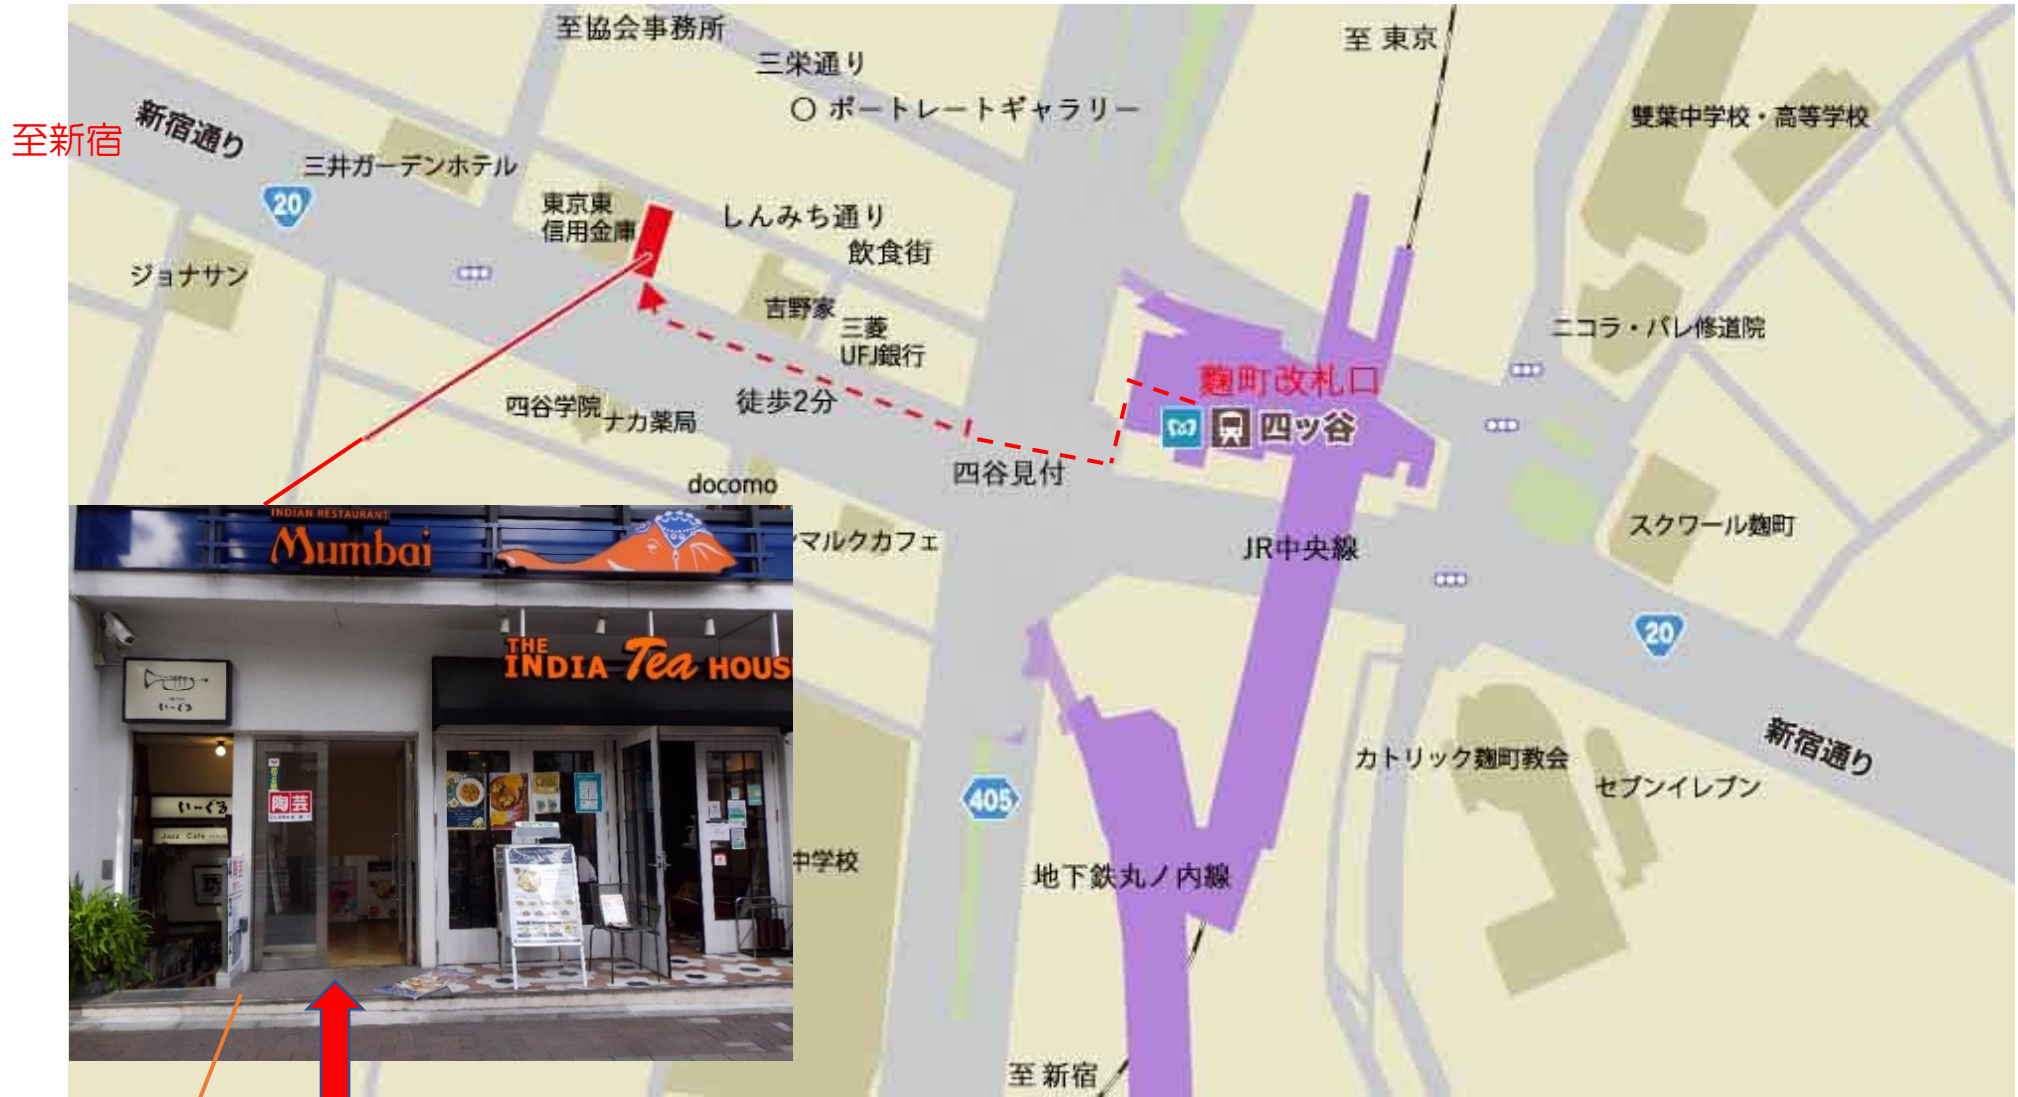 至協会事務所
三栄通り
至 東京
○ ポートレートギャラリー
雙葉中学校・高等学校
至新宿
新宿通り
三井ガーデンホテル
20
東京東
信用金庫
しんみち通り
飲食街
ジョナサン
吉野家
三菱
UFJ銀行
ニコラ・バレ修道院
麴町改札口
徒歩2分
四谷学院
ナカ薬局
四ッ谷
四谷見付
docomo
スクワール麹町
マルクカフェ
JR中央線
INDIAN RESTAURANT
Mumbai
THE
INDIA Tea HOUS
20
いーぐる
新宿通り
カトリック麹町教会
セブンイレブン
405
陶芸
いーぐる
Jazz Cafe
中学校
地下鉄丸ノ内線
至 新宿